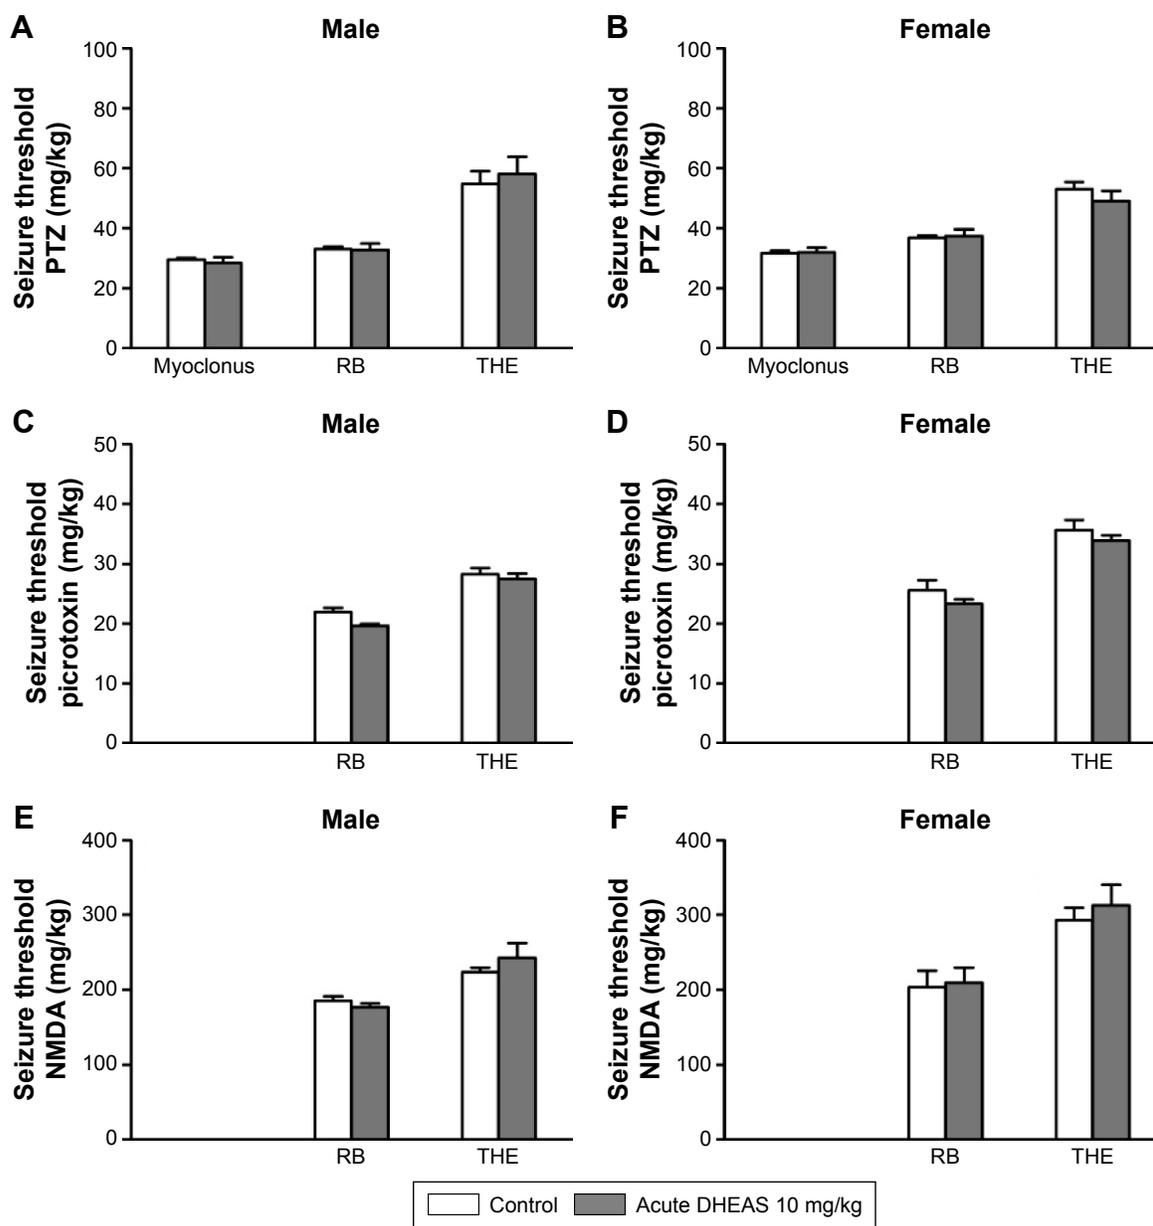 A
Male
Seizure threshold
PTZ (mg/kg)
100
80
60
40
20
0
Myoclonus
RB
THE
B
Female
Seizure threshold
PTZ (mg/kg)
100
80
60
40
20
0
Myoclonus
RB
THE
C
Male
Seizure threshold
picrotoxin (mg/kg)
50
40
30
20
10
0
RB
THE
D
Female
Seizure threshold
picrotoxin (mg/kg)
50
40
30
20
10
0
RB
THE
E
Male
Seizure threshold
NMDA (mg/kg)
400
300
200
100
0
RB
THE
F
Female
Seizure threshold
NMDA (mg/kg)
400
300
200
100
0
RB
THE
Control
Acute DHEAS 10 mg/kg